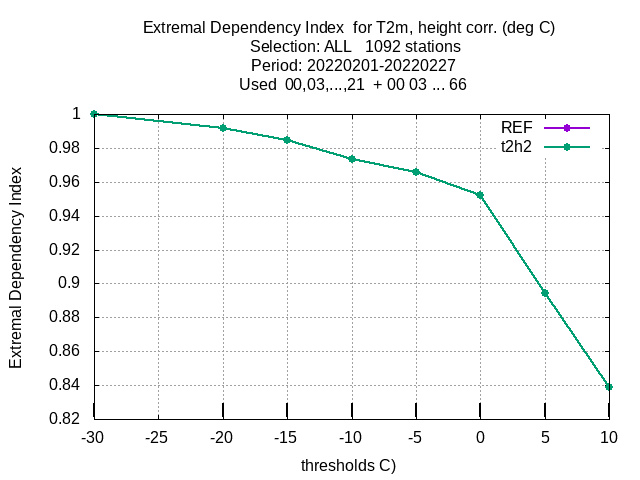 Extremal Dependency Index  for T2m, height corr. (deg C)
Selection: ALL   1092 stations
Period: 20220201-20220227
Used  00,03,...,21  + 00 03 ... 66
REF
t2h2
Extremal Dependency Index
1
0.98
0.96
0.94
0.92
0.9
0.88
0.86
0.84
0.82
-30 -25 -20 -15 -10 -5 0 5 10
thresholds C)